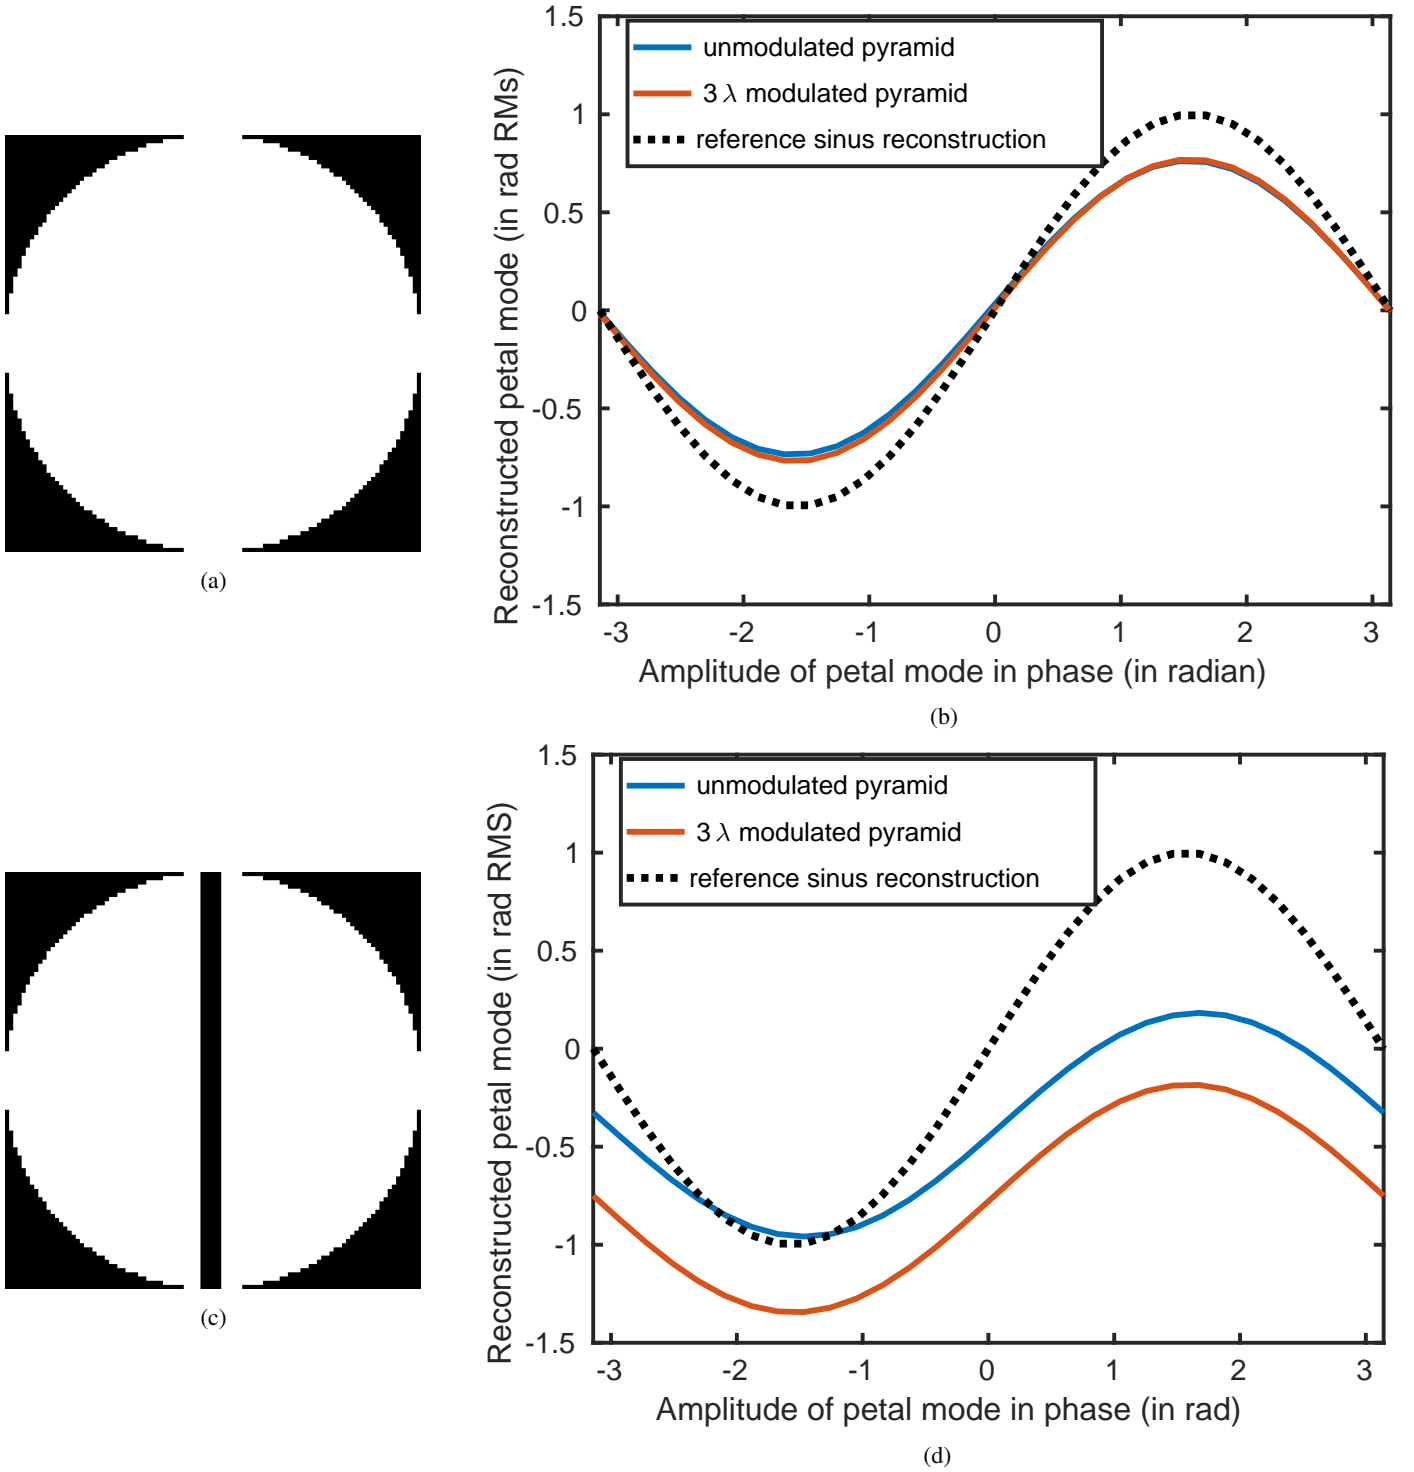 (a)
Reconstructed petal mode (in rad RMs)
1.5
1
0.5
0
-0.5
-1
-1.5
unmodulated pyramid
3 λ modulated pyramid
reference sinus reconstruction
-3 -2 -1 0 1 2 3
Amplitude of petal mode in phase (in radian)
(b)
(c)
Reconstructed petal mode (in rad RMS)
1.5
1
0.5
0
-0.5
-1
-1.5
unmodulated pyramid
3 λ modulated pyramid
reference sinus reconstruction
-3 -2 -1 0 1 2 3
Amplitude of petal mode in phase (in rad)
(d)